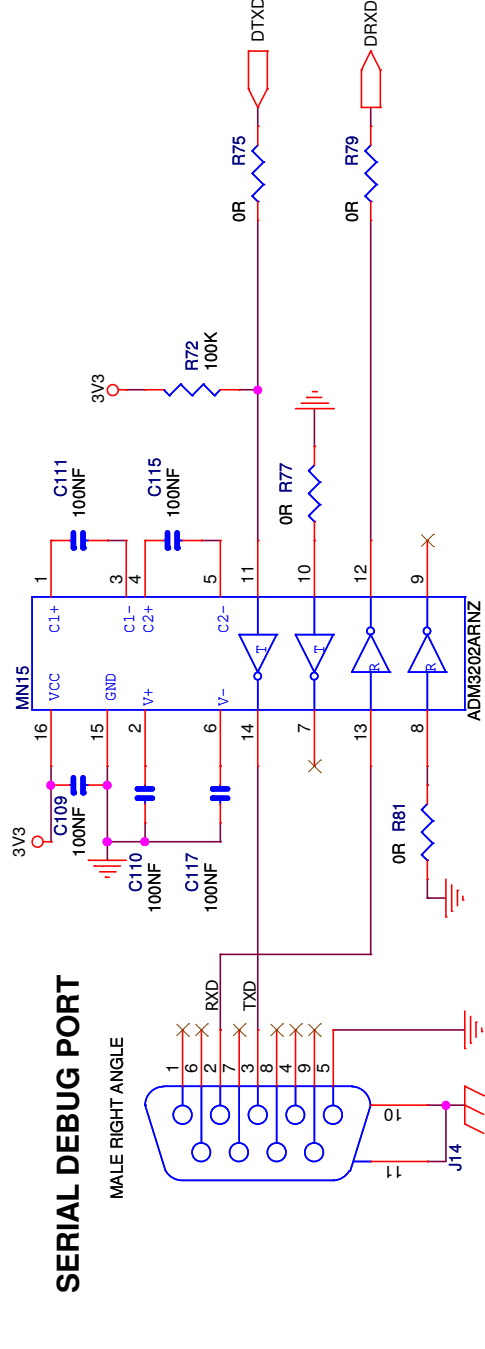 SERIAL DEBUG PORT
MALE RIGHT ANGLE
J14
1
6
2
7
3
8
4
9
5
10
11
RXD
TXD
3V3
C109
100NF
C110
100NF
C117
100NF
0R R81
MN15
16
15
2
6
14
7
13
8
VCC
GND
V+
V-
C1+
C1-
C2+
C2-
T
T
R
R
1
3
4
5
11
10
12
9
ADM3202ARNZ
C111
100NF
C115
100NF
3V3
R72
100K
0R R77
0R R75
0R R79
DTXD
DRXD